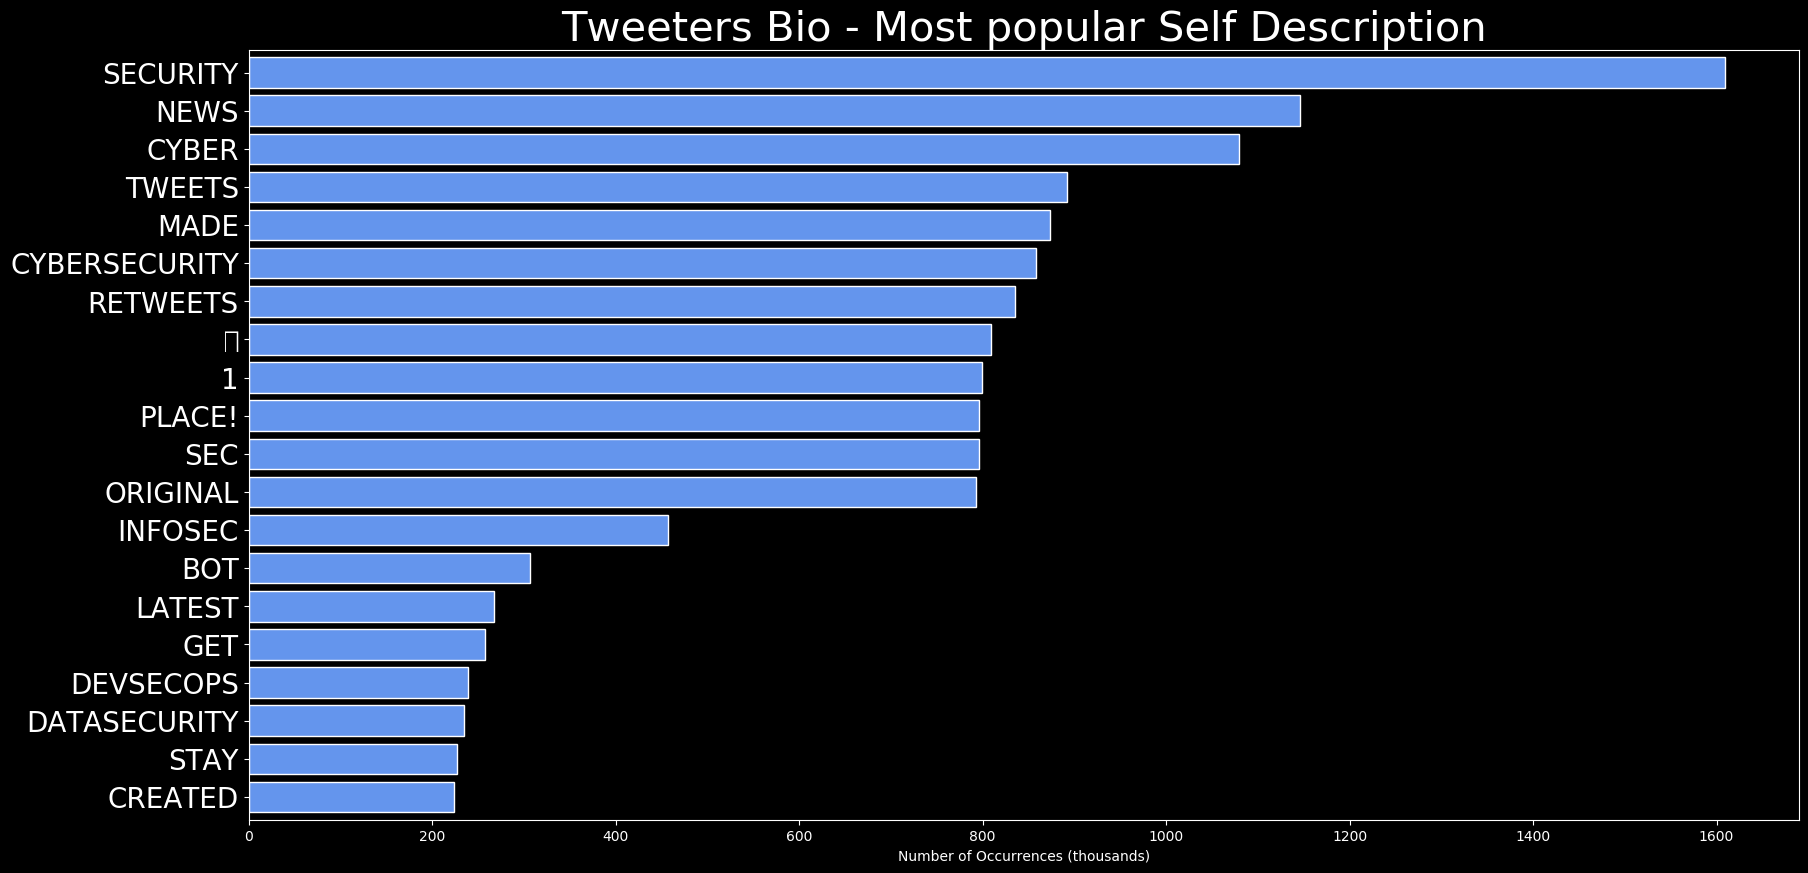 Tweeters Bio - Most popular Self Description
SECURITY
NEWS
CYBER
TWEETS
MADE
CYBERSECURITY
RETWEETS
1
PLACE!
SEC
ORIGINAL
INFOSEC
BOT
LATEST
GET
DEVSECOPS
DATASECURITY
STAY
CREATED
0 200 400 600 800 1000 1200 1400 1600
Number of Occurrences (thousands)